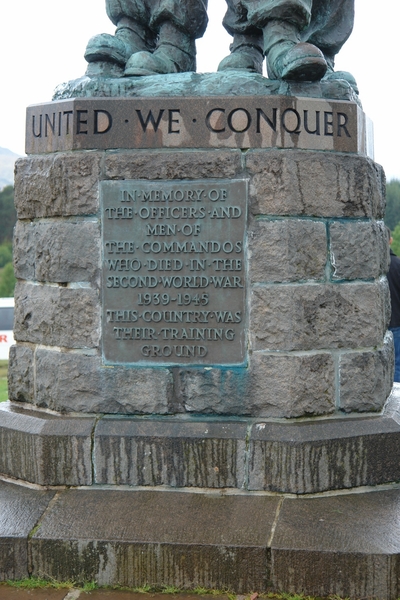 UNITED · WE · CONQUER
IN·MEMORY·OF
THE·OFFICERS·AND
MEN·OF
THE·COMMANDOS
WHO·DIED·IN·THE
SECOND·WORLD·WAR
1939-1945
THIS·COUNTRY·WAS
THEIR·TRAINING
GROUND